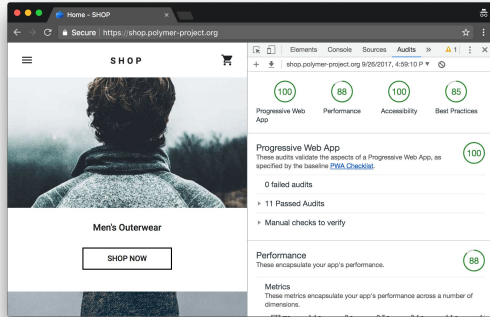 Home - SHOP
Secure | https://shop.polymer-project.org
SHOP
Men's Outerwear
SHOP NOW
Elements Console Sources Audits » 1
shop.polymer-project.org 9/26/2017, 4:59:10 P
100 88 100 85
Progressive Web App
Performance
Accessibility
Best Practices
Progressive Web App
These audits validate the aspects of a Progressive Web App, as
specified by the baseline PWA Checklist.
100
0 failed audits
11 Passed Audits
Manual checks to verify
Performance
These encapsulate your app's performance.
88
Metrics
These metrics encapsulate your app's performance across a number of
dimensions.